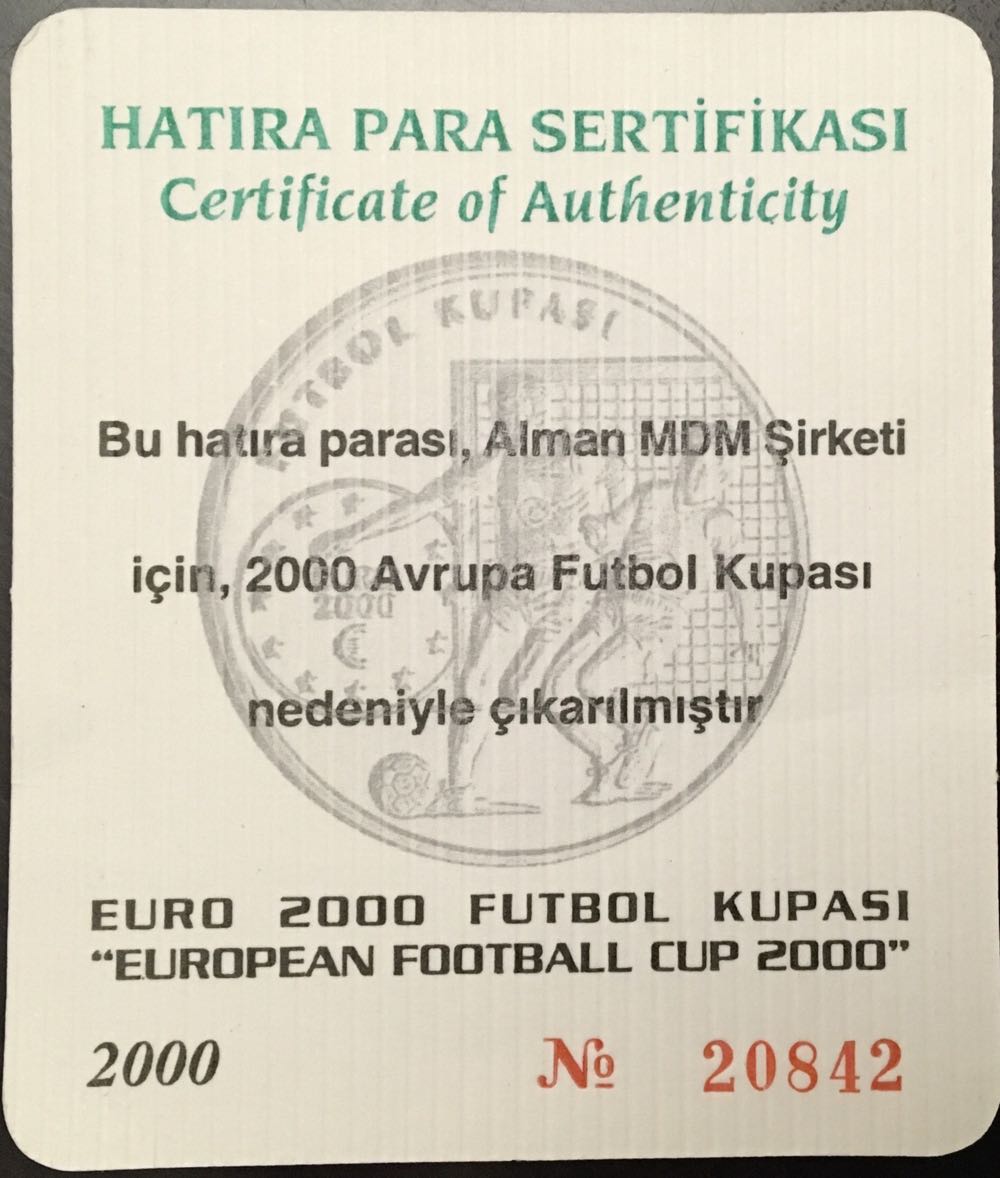 HATIRA PARA SERTİFİKASI
Certificate of Authenticity
FUTBOL KUPASI
Bu hatıra parası, Alman MDM Şirketi
için, 2000 Avrupa Futbol Kupası
2000
€
nedeniyle çıkarılmıştır
EURO 2000 FUTBOL KUPASI
“EUROPEAN FOOTBALL CUP 2000”
2000 № 20842